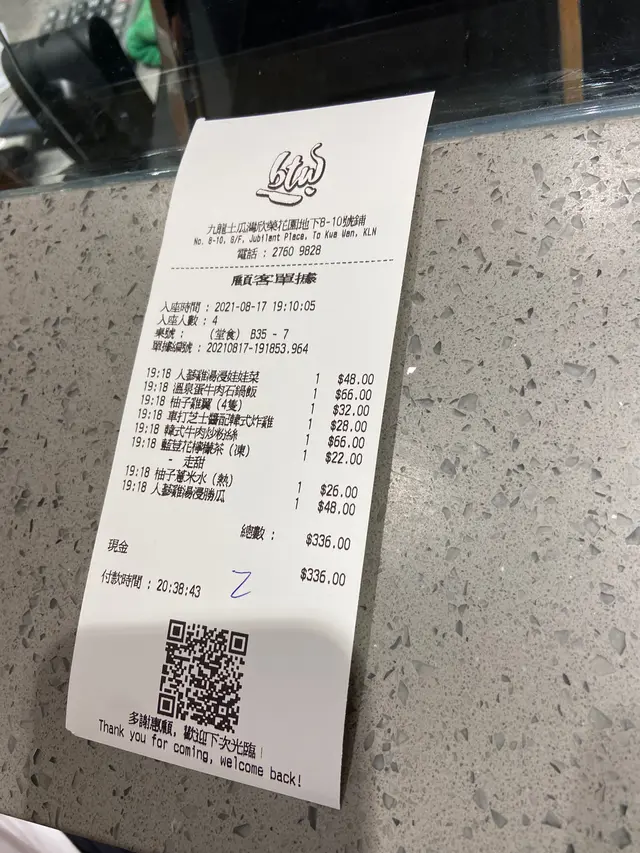 btw
九龍土瓜灣欣榮花園地下8-10號鋪
No. 8-10, G/F, Jubilant Place, To Kwa Wan, KLN
電話 : 2760 9828
顧客單據
入座時間 : 2021-08-17 19:10:05
入座人數 : 4
檯號 : (堂食) B35 - 7
單據編號 : 20210817-191853.964
19:18 人蔘雞湯浸娃娃菜 1 $48.00
19:18 溫泉蛋牛肉石鍋飯 1 $66.00
19:18 柚子雞翼 (4隻) 1 $32.00
19:18 車打芝士醬配韓式炸雞 1 $28.00
19:18 韓式牛肉炒粉絲 1 $66.00
19:18 藍荳花檸檬茶 (凍) 1 $22.00
- 走甜
19:18 柚子薏米水 (熱) 1 $26.00
19:18 人蔘雞湯浸勝瓜 1 $48.00
總數 : $336.00
現金 $336.00
付款時間 : 20:38:43
多謝惠顧, 歡迎下次光臨
Thank you for coming, welcome back!